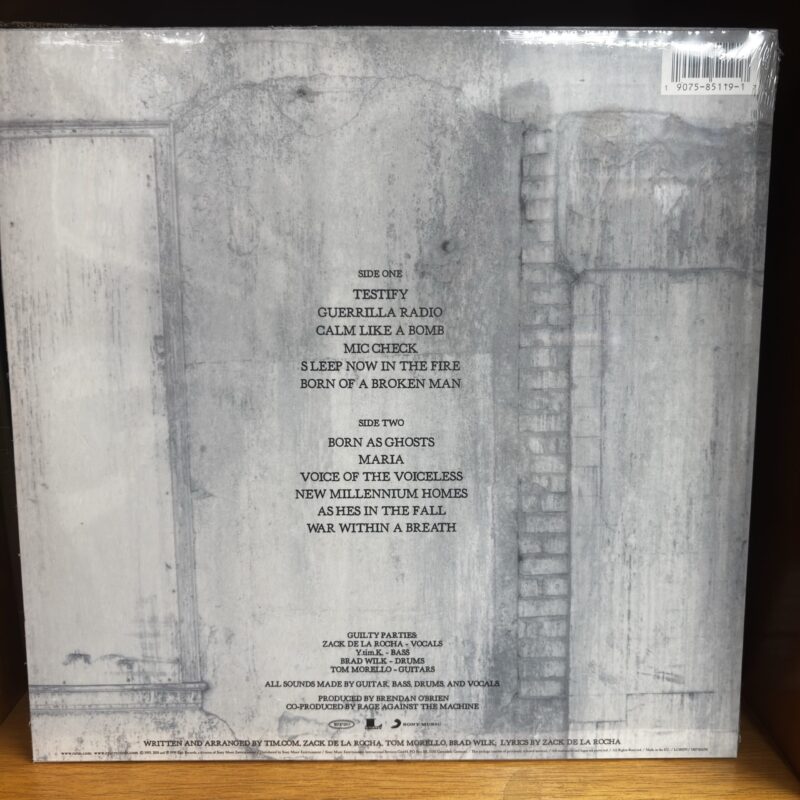 1 9075-85119-1 7
SIDE ONE
TESTIFY
GUERRILLA RADIO
CALM LIKE A BOMB
MIC CHECK
SLEEP NOW IN THE FIRE
BORN OF A BROKEN MAN
SIDE TWO
BORN AS GHOSTS
MARIA
VOICE OF THE VOICELESS
NEW MILLENNIUM HOMES
ASHES IN THE FALL
WAR WITHIN A BREATH
GUILTY PARTIES:
ZACK DE LA ROCHA - VOCALS
Y.tim.K. - BASS
BRAD WILK - DRUMS
TOM MORELLO - GUITARS
ALL SOUNDS MADE BY GUITAR, BASS, DRUMS, AND VOCALS
PRODUCED BY BRENDAN O'BRIEN
CO-PRODUCED BY RAGE AGAINST THE MACHINE
epic SONY MUSIC
WRITTEN AND ARRANGED BY TIM.COM, ZACK DE LA ROCHA, TOM MORELLO, BRAD WILK; LYRICS BY ZACK DE LA ROCHA